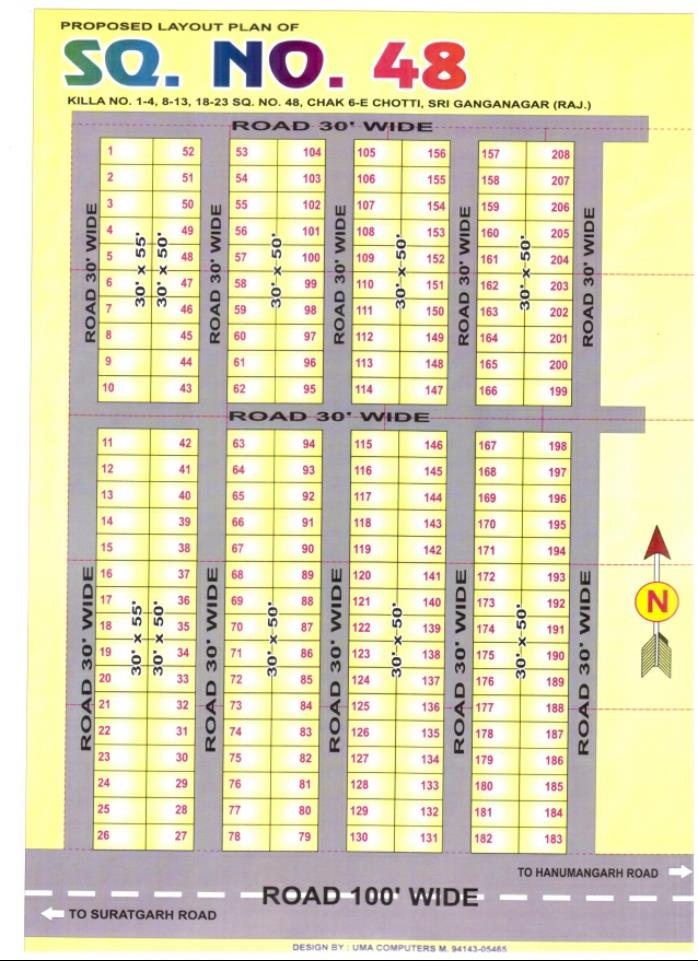 PROPOSED LAYOUT PLAN OF
SQ. NO. 48
KILLA NO. 1-4, 8-13, 18-23 SQ. NO. 48, CHAK 6-E CHOTTI, SRI GANGANAGAR (RAJ.)
ROAD 30' WIDE
1 52 53 104 105 156 157 208
2 51 54 103 106 155 158 207
3 50 55 102 107 154 159 206
4 49 56 101 108 153 160 205
5 48 57 100 109 152 161 204
6 47 58 99 110 151 162 203
7 46 59 98 111 150 163 202
8 45 60 97 112 149 164 201
9 44 61 96 113 148 165 200
10 43 62 95 114 147 166 199
ROAD 30' WIDE
30' x 55'
30' x 50'
ROAD 30' WIDE
30' x 50'
ROAD 30' WIDE
30' x 50'
ROAD 30' WIDE
30' x 50'
ROAD 30' WIDE
ROAD 30' WIDE
11 42 63 94 115 146 167 198
12 41 64 93 116 145 168 197
13 40 65 92 117 144 169 196
14 39 66 91 118 143 170 195
15 38 67 90 119 142 171 194
16 37 68 89 120 141 172 193
17 36 69 88 121 140 173 192
18 35 70 87 122 139 174 191
19 34 71 86 123 138 175 190
20 33 72 85 124 137 176 189
21 32 73 84 125 136 177 188
22 31 74 83 126 135 178 187
23 30 75 82 127 134 179 186
24 29 76 81 128 133 180 185
25 28 77 80 129 132 181 184
26 27 78 79 130 131 182 183
ROAD 30' WIDE
30' x 55'
30' x 50'
ROAD 30' WIDE
30' x 50'
ROAD 30' WIDE
30' x 50'
ROAD 30' WIDE
30' x 50'
ROAD 30' WIDE
N
TO HANUMANGARH ROAD
ROAD 100' WIDE
TO SURATGARH ROAD
DESIGN BY : UMA COMPUTERS M. 94143-05465